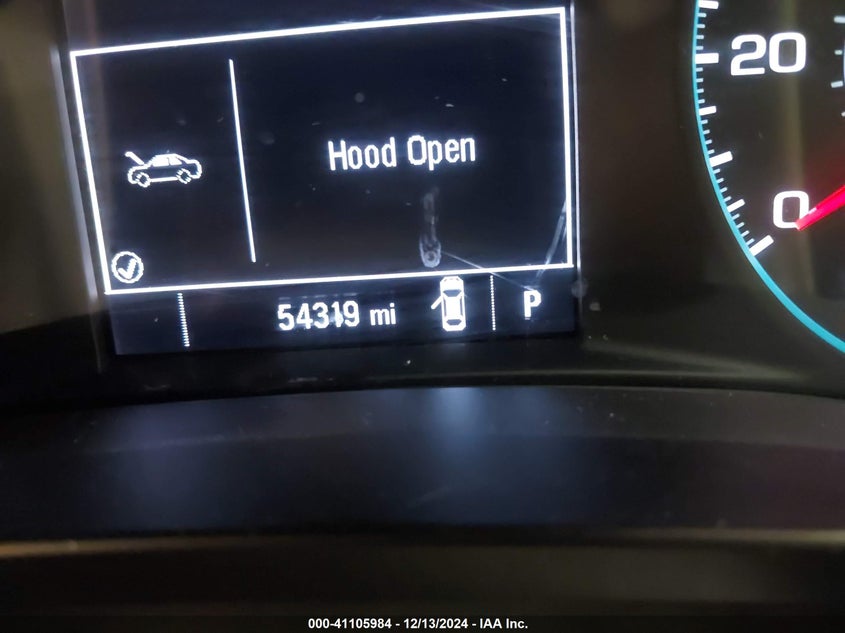 20
Hood Open
0
54319 mi
P
000-41105984 - 12/13/2024 - IAA Inc.